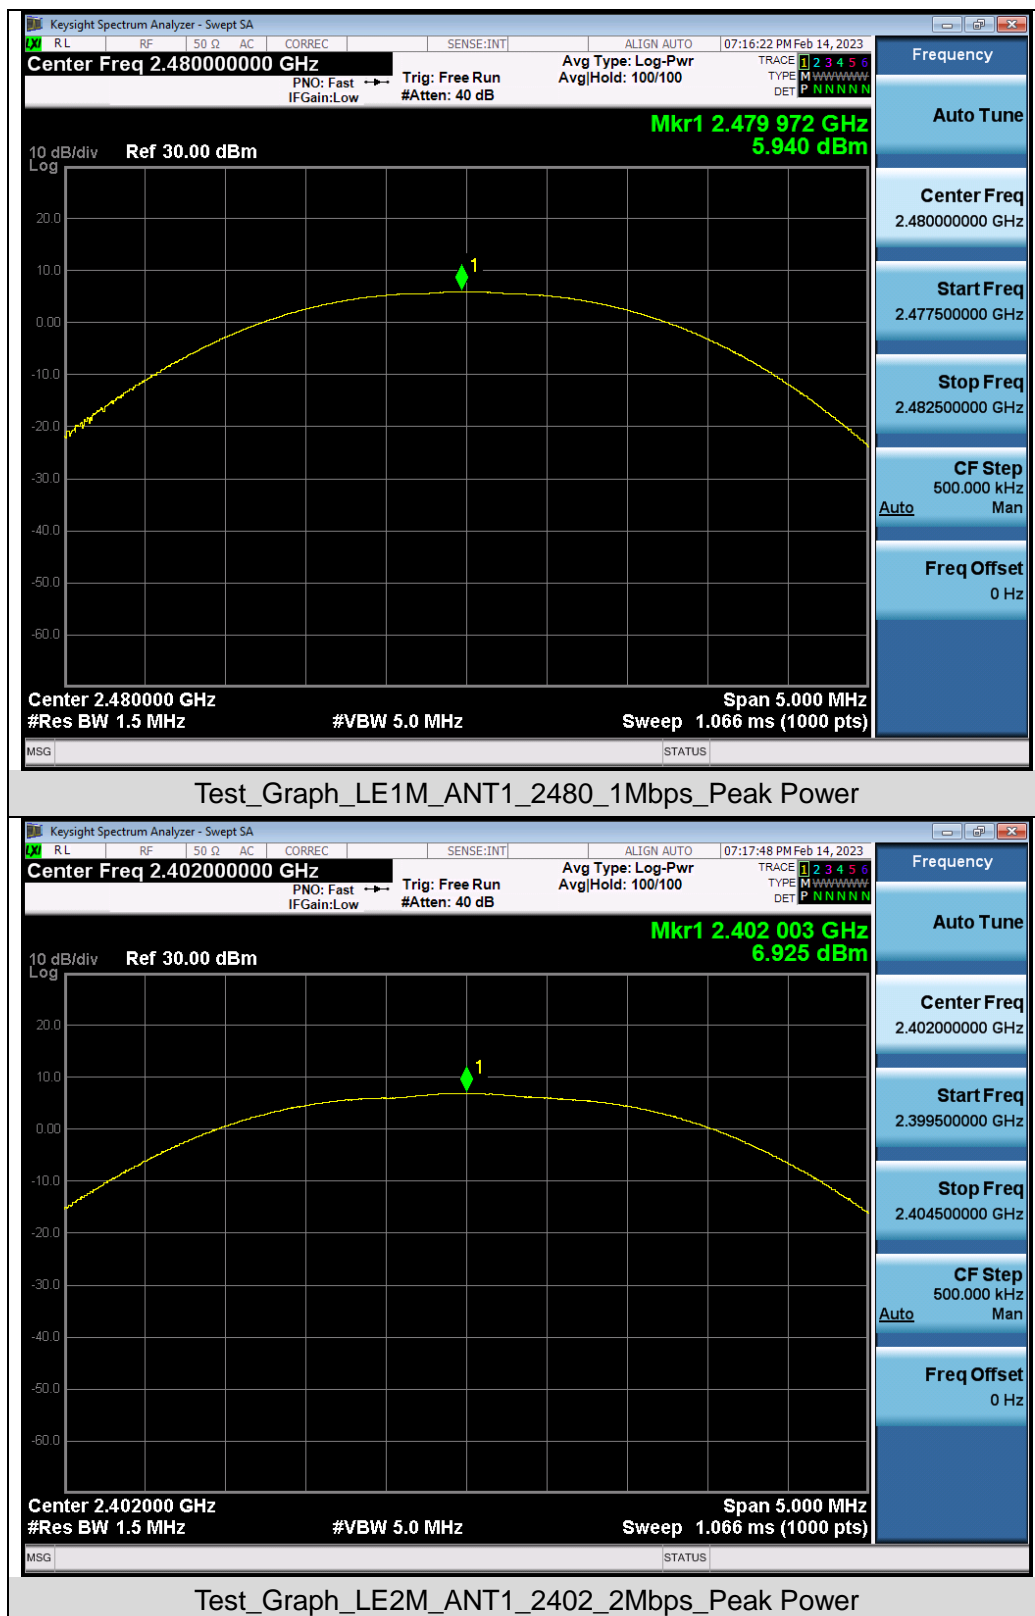 Keysight Spectrum Analyzer - Swept SA
LXI RL RF 50 Ω AC CORREC SENSE:INT ALIGN AUTO 07:16:22 PM Feb 14, 2023
Center Freq 2.480000000 GHz
PNO: Fast
IFGain:Low
Trig: Free Run
#Atten: 40 dB
Avg Type: Log-Pwr
Avg|Hold: 100/100
TRACE 1 2 3 4 5 6
TYPE M W W W W W
DET P N N N N N
Mkr1 2.479 972 GHz
5.940 dBm
10 dB/div Ref 30.00 dBm
Log
20.0
10.0
1
0.00
-10.0
-20.0
-30.0
-40.0
-50.0
-60.0
Center 2.480000 GHz Span 5.000 MHz
#Res BW 1.5 MHz #VBW 5.0 MHz Sweep 1.066 ms (1000 pts)
MSG STATUS
Frequency
Auto Tune
Center Freq
2.480000000 GHz
Start Freq
2.477500000 GHz
Stop Freq
2.482500000 GHz
CF Step
500.000 kHz
Auto Man
Freq Offset
0 Hz
Test_Graph_LE1M_ANT1_2480_1Mbps_Peak Power
Keysight Spectrum Analyzer - Swept SA
LXI RL RF 50 Ω AC CORREC SENSE:INT ALIGN AUTO 07:17:48 PM Feb 14, 2023
Center Freq 2.402000000 GHz
PNO: Fast
IFGain:Low
Trig: Free Run
#Atten: 40 dB
Avg Type: Log-Pwr
Avg|Hold: 100/100
TRACE 1 2 3 4 5 6
TYPE M W W W W W
DET P N N N N N
Mkr1 2.402 003 GHz
6.925 dBm
10 dB/div Ref 30.00 dBm
Log
20.0
10.0
1
0.00
-10.0
-20.0
-30.0
-40.0
-50.0
-60.0
Center 2.402000 GHz Span 5.000 MHz
#Res BW 1.5 MHz #VBW 5.0 MHz Sweep 1.066 ms (1000 pts)
MSG STATUS
Frequency
Auto Tune
Center Freq
2.402000000 GHz
Start Freq
2.399500000 GHz
Stop Freq
2.404500000 GHz
CF Step
500.000 kHz
Auto Man
Freq Offset
0 Hz
Test_Graph_LE2M_ANT1_2402_2Mbps_Peak Power